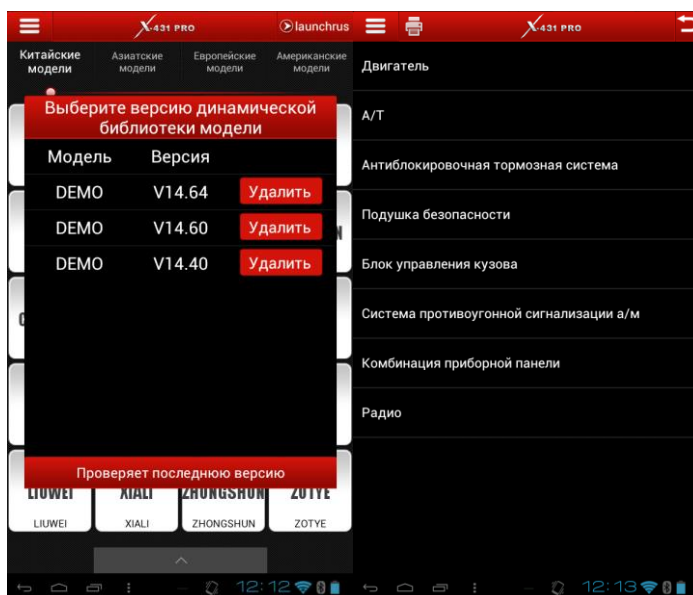 X-431 PRO
launchrus
Китайские модели
Азиатские модели
Европейские модели
Американские модели
Выберите версию динамической
библиотеки модели
Модель Версия
DEMO V14.64 Удалить
DEMO V14.60 Удалить
DEMO V14.40 Удалить
Проверяет последнюю версию
LIUWEI XIALI ZHONGSHUN ZOTYE
LIUWEI XIALI ZHONGSHUN ZOTYE
12:12
X-431 PRO
Двигатель
A/T
Антиблокировочная тормозная система
Подушка безопасности
Блок управления кузова
Система противоугонной сигнализации а/м
Комбинация приборной панели
Радио
12:13